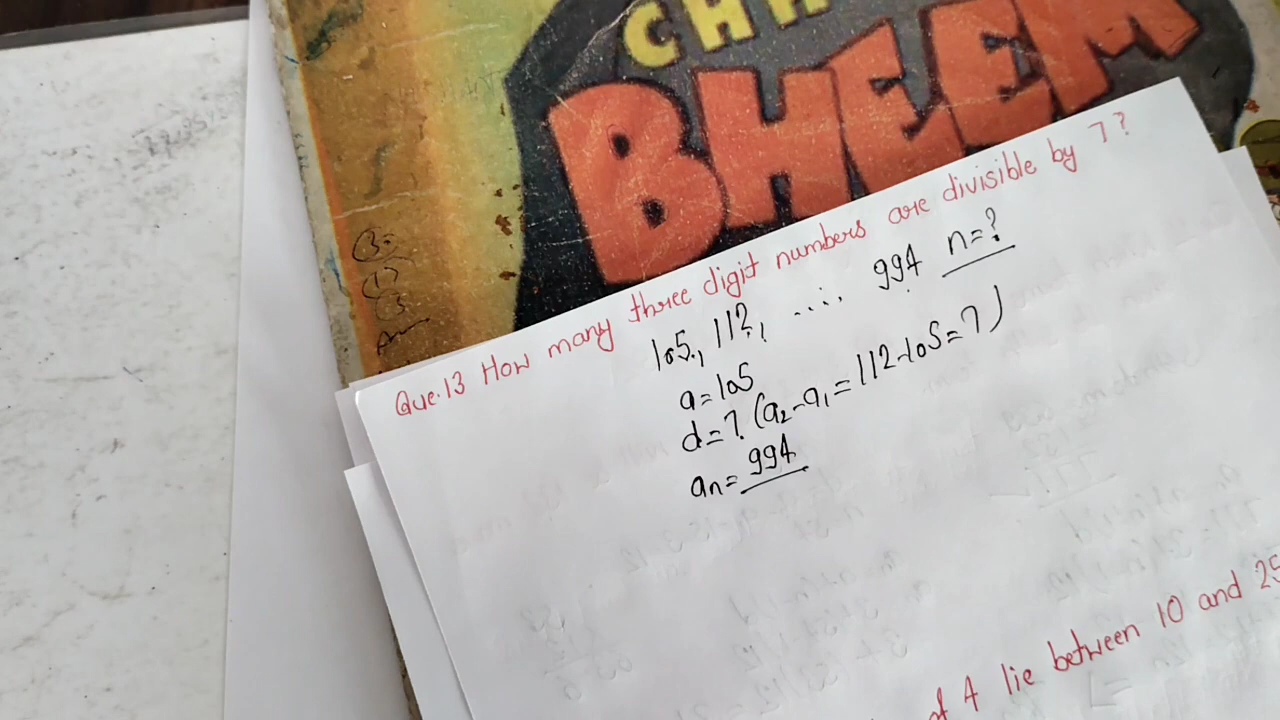 BHEEM
Que.13 How many three digit numbers are divisible by 7?
105, 112, ..... 994 n=?
a=105
d=7 (a2-a1=112-105=7)
an=994
of 4 lie between 10 and 25